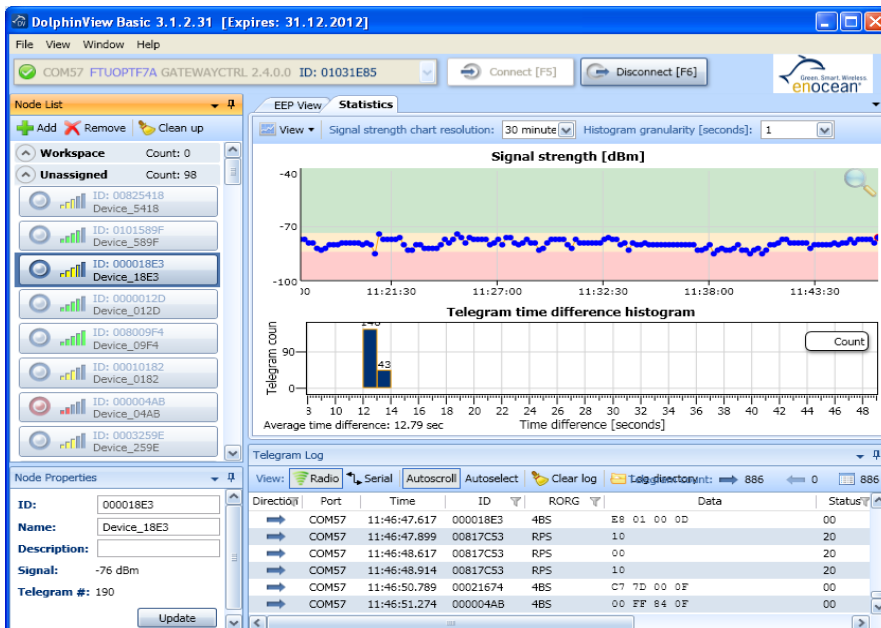 DolphinView Basic 3.1.2.31 [Expires: 31.12.2012]
File View Window Help
COM57 FTUOPTF7A GATEWAYCTRL 2.4.0.0 ID: 01031E85
Connect [F5]
Disconnect [F6]
Green. Smart. Wireless.
enocean®
Node List
Add Remove Clean up
Workspace Count: 0
Unassigned Count: 98
ID: 00825418
Device_5418
ID: 0101589F
Device_589F
ID: 000018E3
Device_18E3
ID: 0000012D
Device_012D
ID: 008009F4
Device_09F4
ID: 00010182
Device_0182
ID: 000004AB
Device_04AB
ID: 0003259E
Device_259E
Node Properties
ID: 000018E3
Name: Device_18E3
Description:
Signal: -76 dBm
Telegram #: 190
Update
EEP View Statistics
View Signal strength chart resolution: 30 minute Histogram granularity [seconds]: 1
Signal strength [dBm]
-40
-70
-100
11:21:30 11:27:00 11:32:30 11:38:00 11:43:30
Telegram time difference histogram
Telegram coun
90
0
43
Count
8 10 12 14 16 18 20 22 24 26 28 30 32 34 36 38 40 42 44 46 48
Average time difference: 12.79 sec Time difference [seconds]
Telegram Log
View: Radio Serial Autoscroll Autoselect Clear log Log directory count: 886 0 886
Direction Port Time ID RORG Data Status
COM57 11:46:47.617 000018E3 4BS E8 01 00 0D 00
COM57 11:46:47.899 00817C53 RPS 10 20
COM57 11:46:48.617 00817C53 RPS 00 20
COM57 11:46:48.914 00817C53 RPS 10 20
COM57 11:46:50.789 00021674 4BS C7 7D 00 0F 00
COM57 11:46:51.274 000004AB 4BS 00 FF 84 0F 00